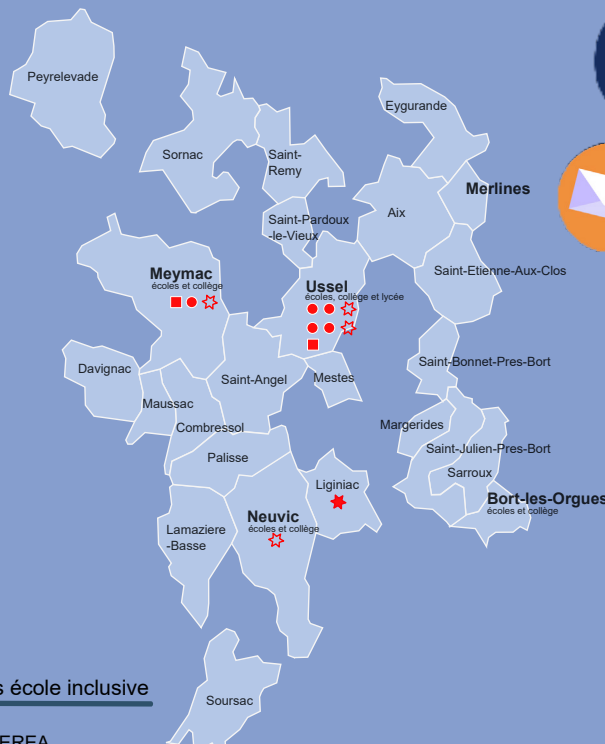 Peyrelevade
Eygurande
Sornac
Saint-
Remy
Merlines
Aix
Saint-Pardoux
-le-Vieux
Meymac
écoles et collège
Saint-Etienne-Aux-Clos
Ussel
écoles, collège et lycée
Davignac
Saint-Angel
Mestes
Saint-Bonnet-Pres-Bort
Maussac
Combressol
Margerides
Saint-Julien-Pres-Bort
Palisse
Sarroux
Liginiac
Bort-les-Orgues
écoles et collège
Neuvic
écoles et collège
Lamaziere
-Basse
s école inclusive
Soursac
EREA